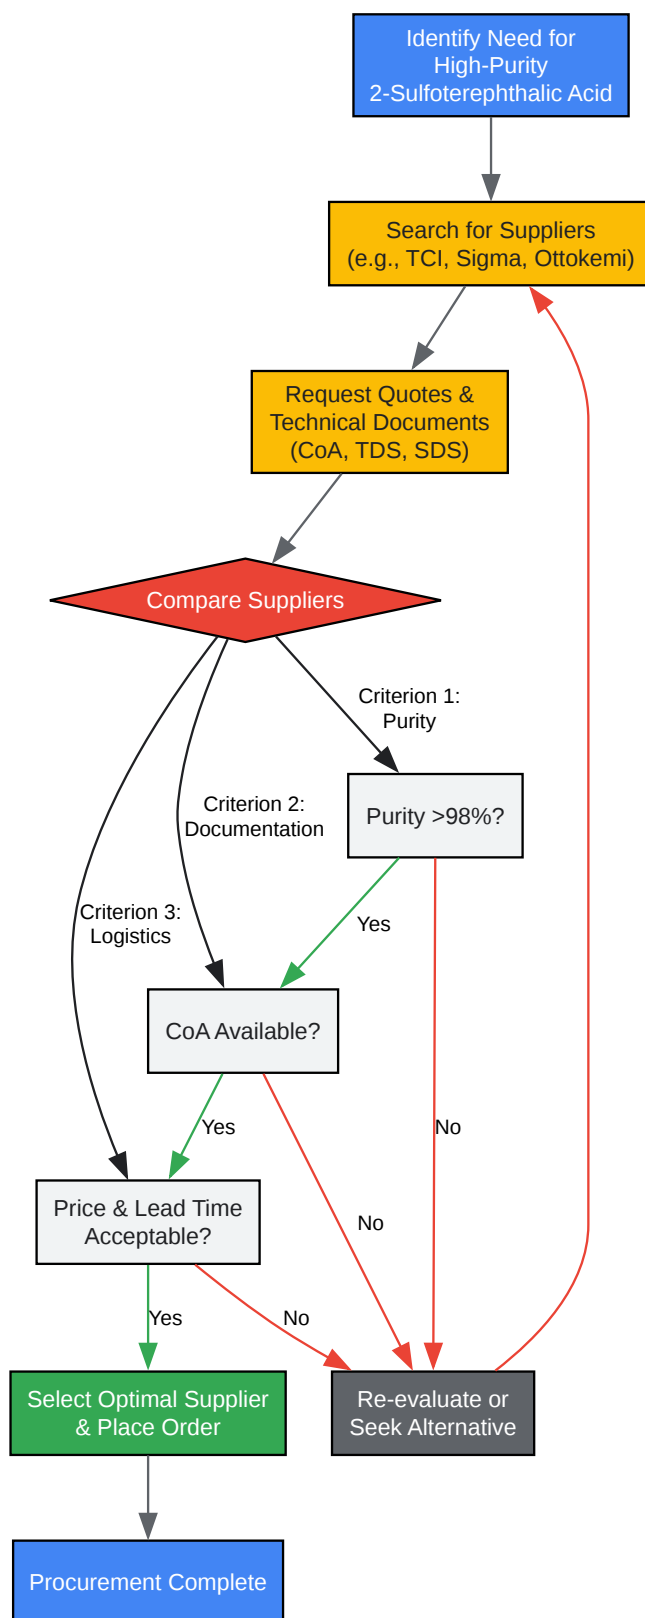 Identify Need for
High-Purity
2-Sulfoterephthalic Acid
Search for Suppliers
(e.g., TCI, Sigma, Ottokemi)
Request Quotes &
Technical Documents
(CoA, TDS, SDS)
Compare Suppliers
Criterion 1:
Purity
Purity >98%?
Criterion 2:
Documentation
Criterion 3:
Logistics
Yes
CoA Available?
Yes
No
Price & Lead Time
Acceptable?
No
Yes
No
Select Optimal Supplier
& Place Order
Re-evaluate or
Seek Alternative
Procurement Complete